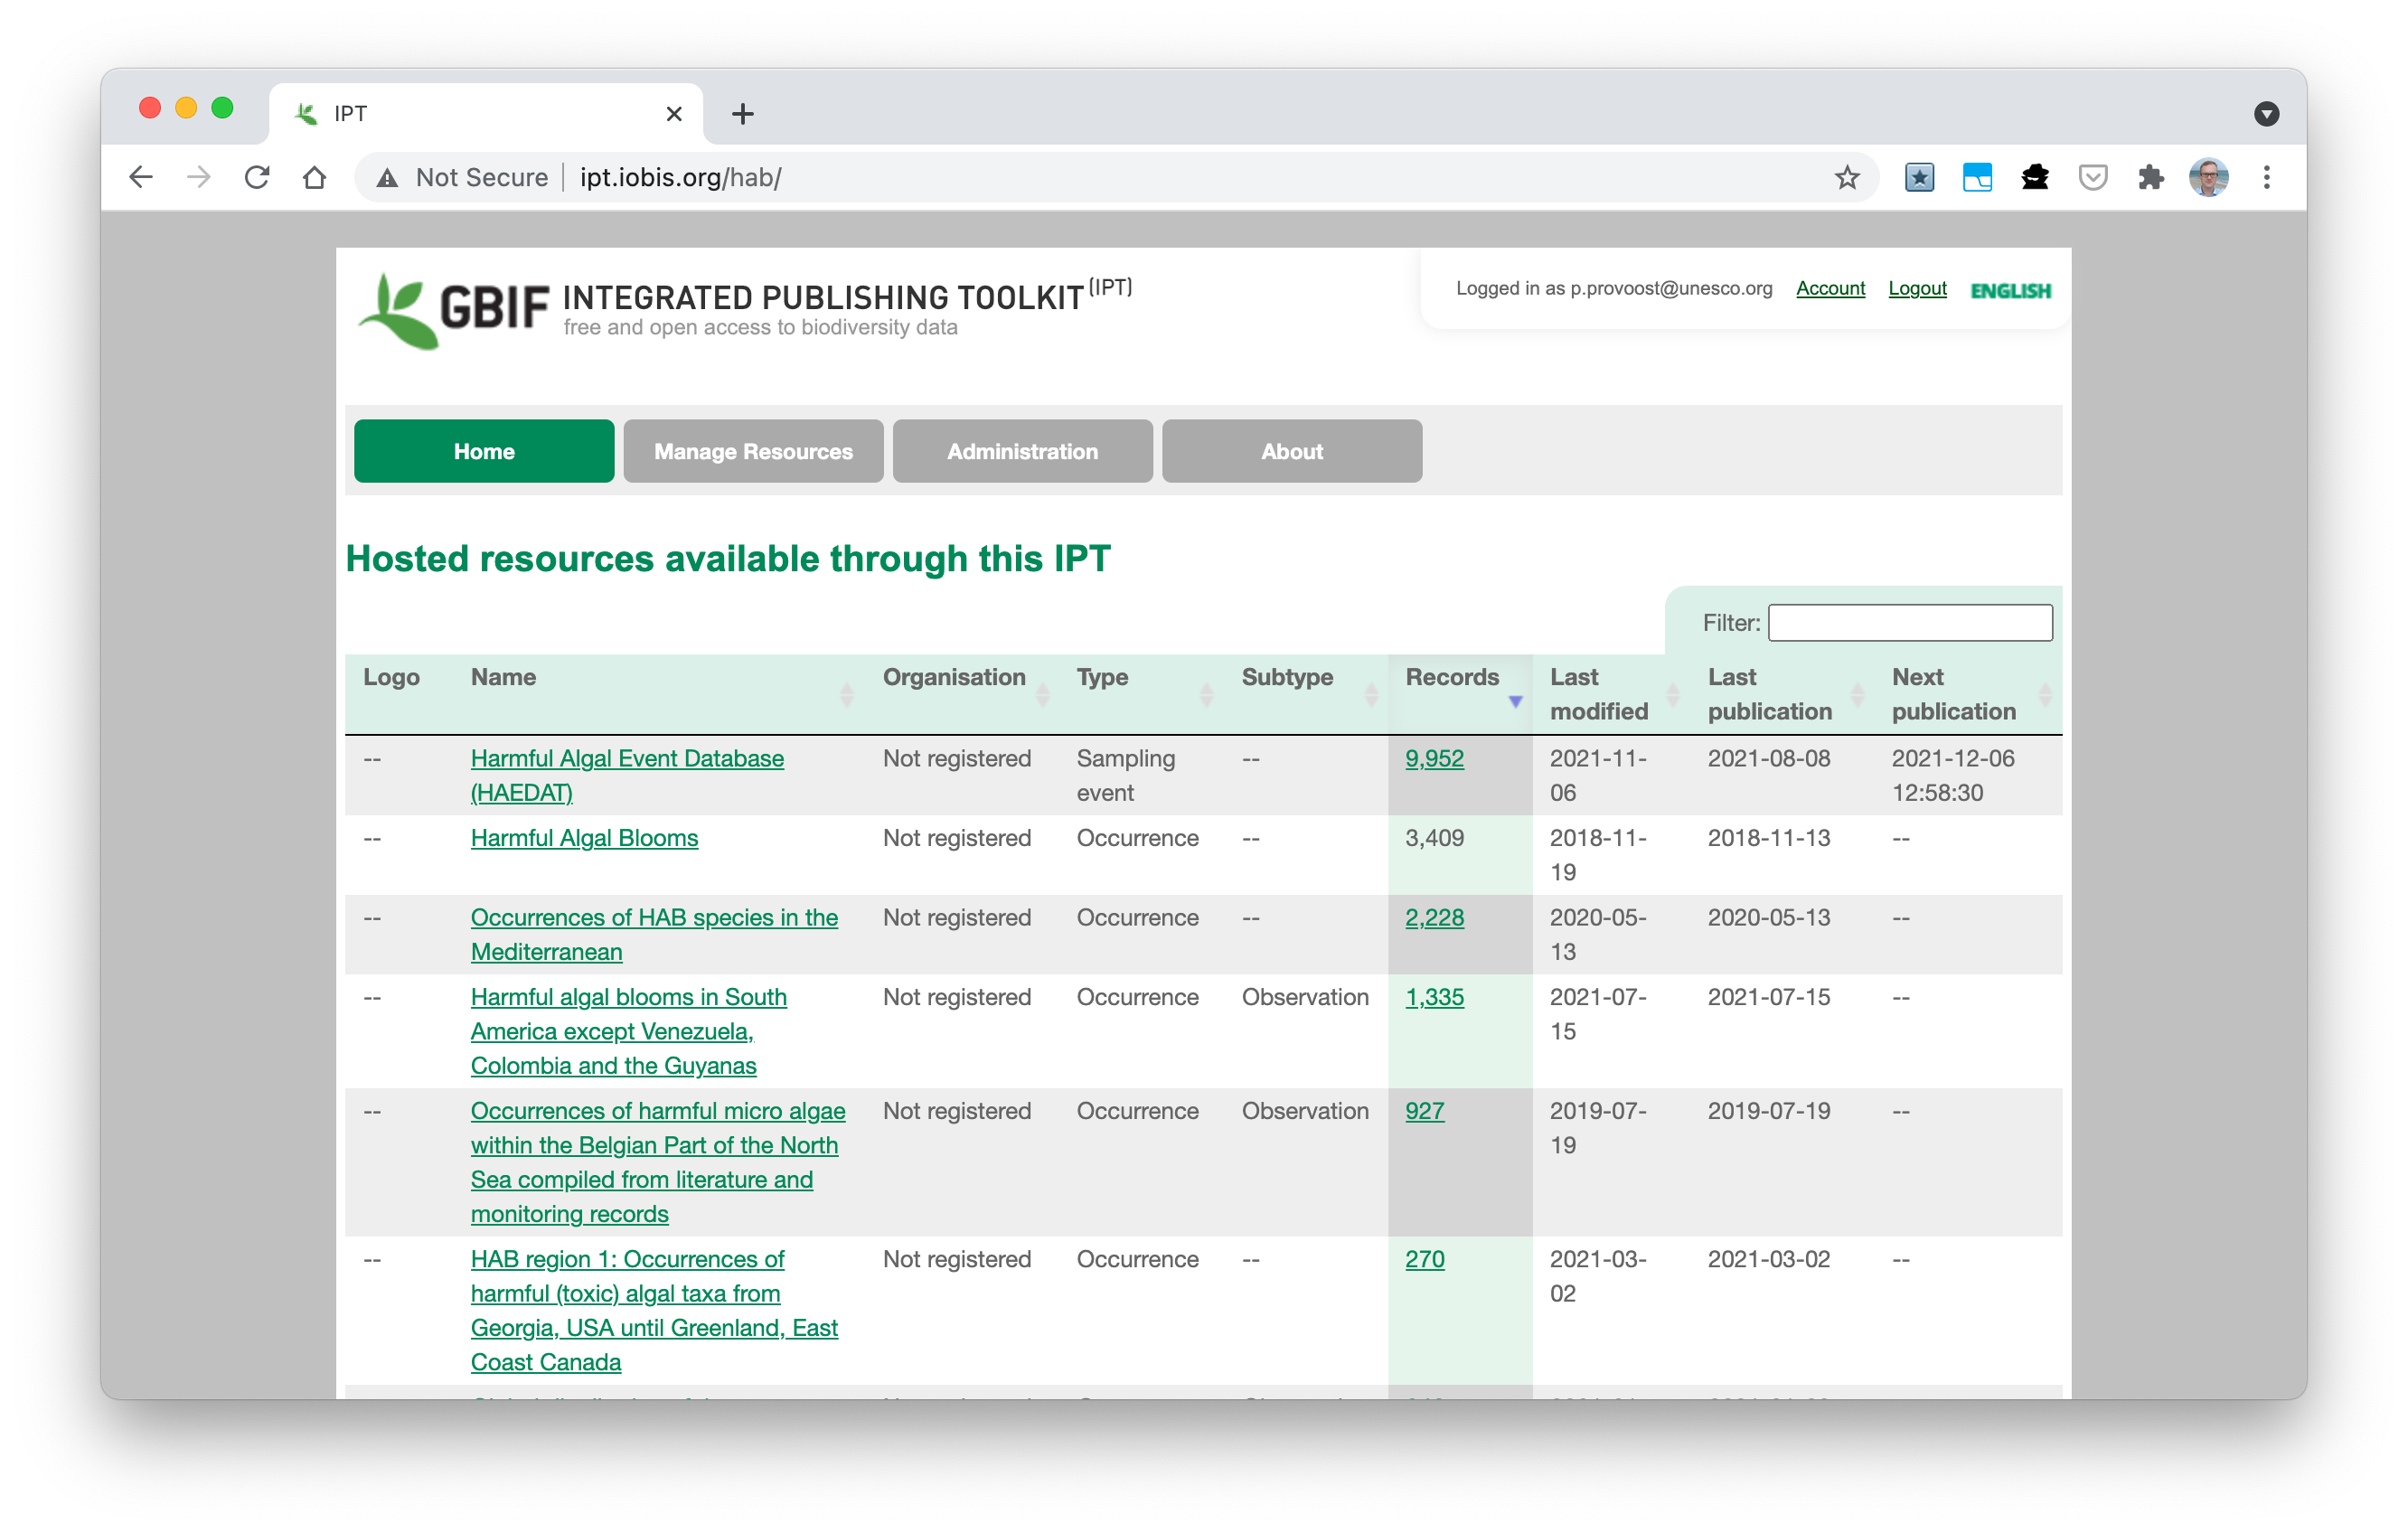 IPT
Not Secure
ipt.iobis.org/hab/
GBIF INTEGRATED PUBLISHING TOOLKIT (IPT)
free and open access to biodiversity data
Logged in as p.provoost@unesco.org Account Logout ENGLISH
Home Manage Resources Administration About
Hosted resources available through this IPT
Filter:
Logo Name Organisation Type Subtype Records Last Last Next
modified publication publication
-- Harmful Algal Event Database Not registered Sampling -- 9,952 2021-11- 2021-08-08 2021-12-06
(HAEDAT) event 06 12:58:30
-- Harmful Algal Blooms Not registered Occurrence -- 3,409 2018-11- 2018-11-13 --
19
-- Occurrences of HAB species in the Not registered Occurrence -- 2,228 2020-05- 2020-05-13 --
Mediterranean 13
-- Harmful algal blooms in South Not registered Occurrence Observation 1,335 2021-07- 2021-07-15 --
America except Venezuela, 15
Colombia and the Guyanas
-- Occurrences of harmful micro algae Not registered Occurrence Observation 927 2019-07- 2019-07-19 --
within the Belgian Part of the North 19
Sea compiled from literature and
monitoring records
-- HAB region 1: Occurrences of Not registered Occurrence -- 270 2021-03- 2021-03-02 --
harmful (toxic) algal taxa from 02
Georgia, USA until Greenland, East
Coast Canada